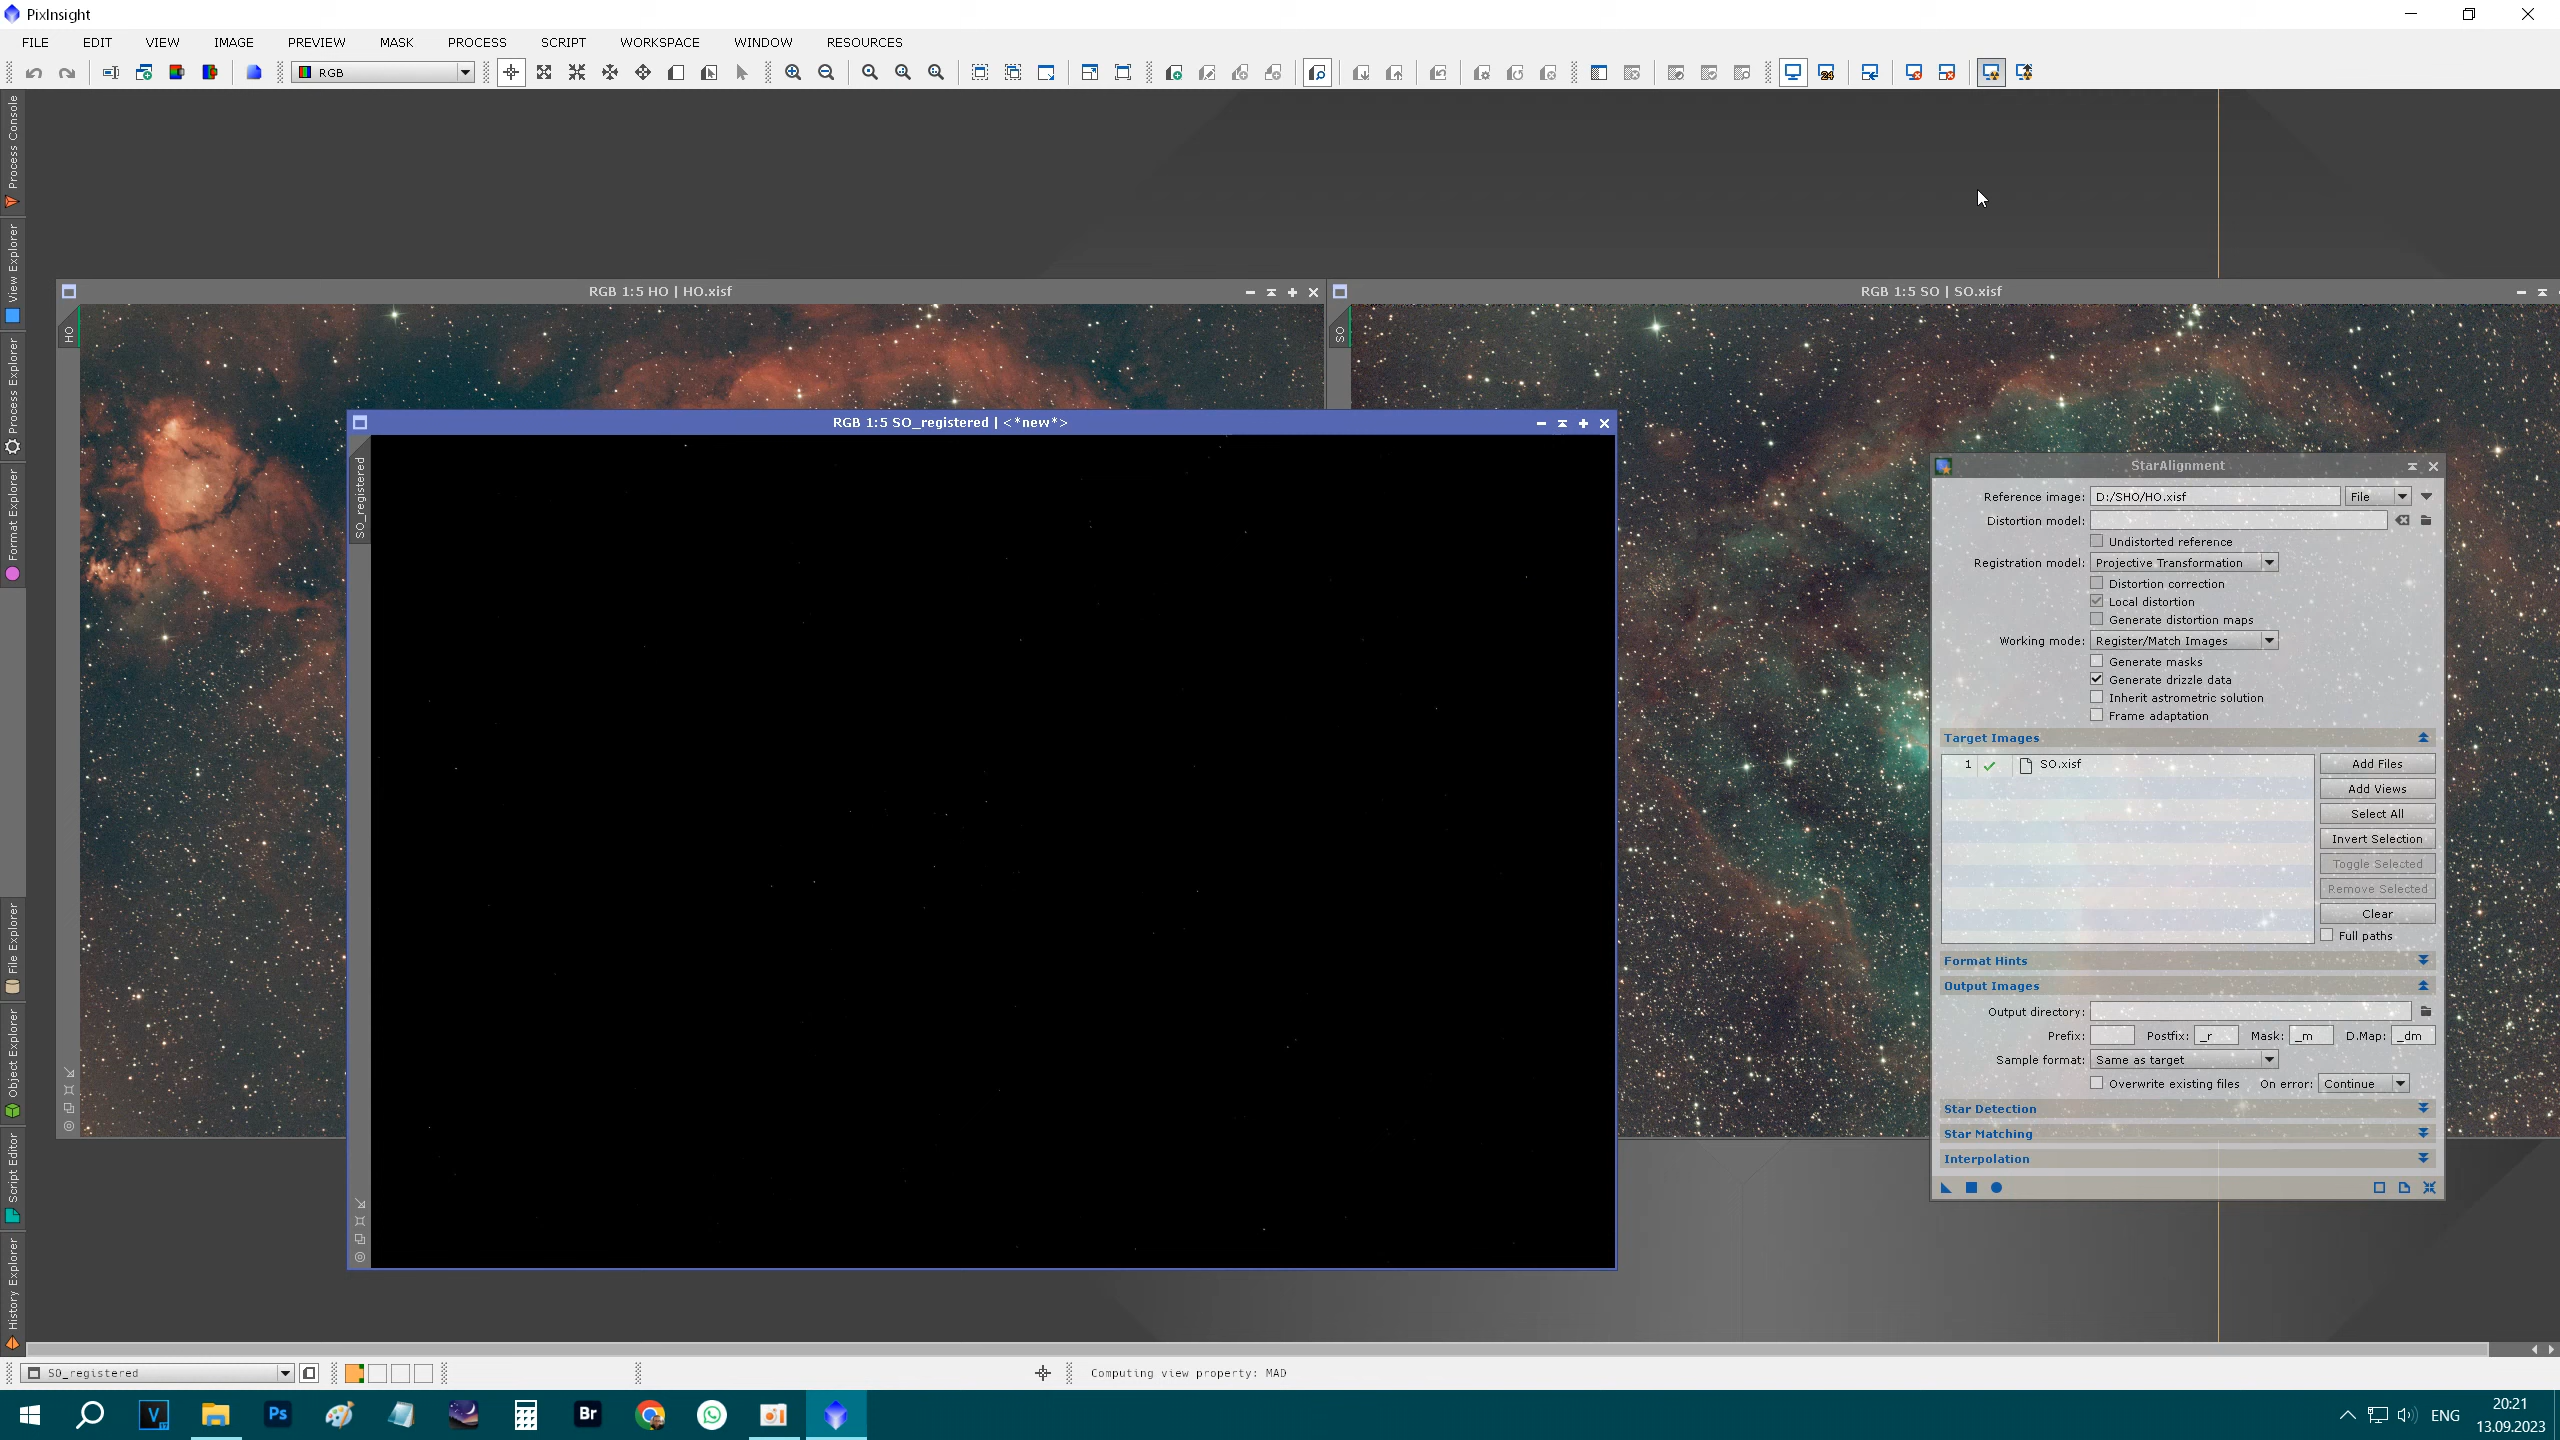 PixInsight
FILE EDIT VIEW IMAGE PREVIEW MASK PROCESS SCRIPT WORKSPACE WINDOW RESOURCES
RGB
24
Process Console
View Explorer
Process Explorer
Format Explorer
File Explorer
Object Explorer
Script Editor
History Explorer
RGB 1:5 HO | HO.xisf
HO
RGB 1:5 SO | SO.xisf
SO
RGB 1:5 SO_registered | <*new*>
SO_registered
StarAlignment
Reference image: D:/SHO/HO.xisf File
Distortion model:
Undistorted reference
Registration model: Projective Transformation
Distortion correction
Local distortion
Generate distortion maps
Working mode: Register/Match Images
Generate masks
Generate drizzle data
Inherit astrometric solution
Frame adaptation
Target Images
1 SO.xisf
Add Files
Add Views
Select All
Invert Selection
Toggle Selected
Remove Selected
Clear
Full paths
Format Hints
Output Images
Output directory:
Prefix: Postfix: _r Mask: _m D.Map: _dm
Sample format: Same as target
Overwrite existing files On error: Continue
Star Detection
Star Matching
Interpolation
SO_registered
Computing view property: MAD
V
17
Ps
Br
ENG
20:21
13.09.2023